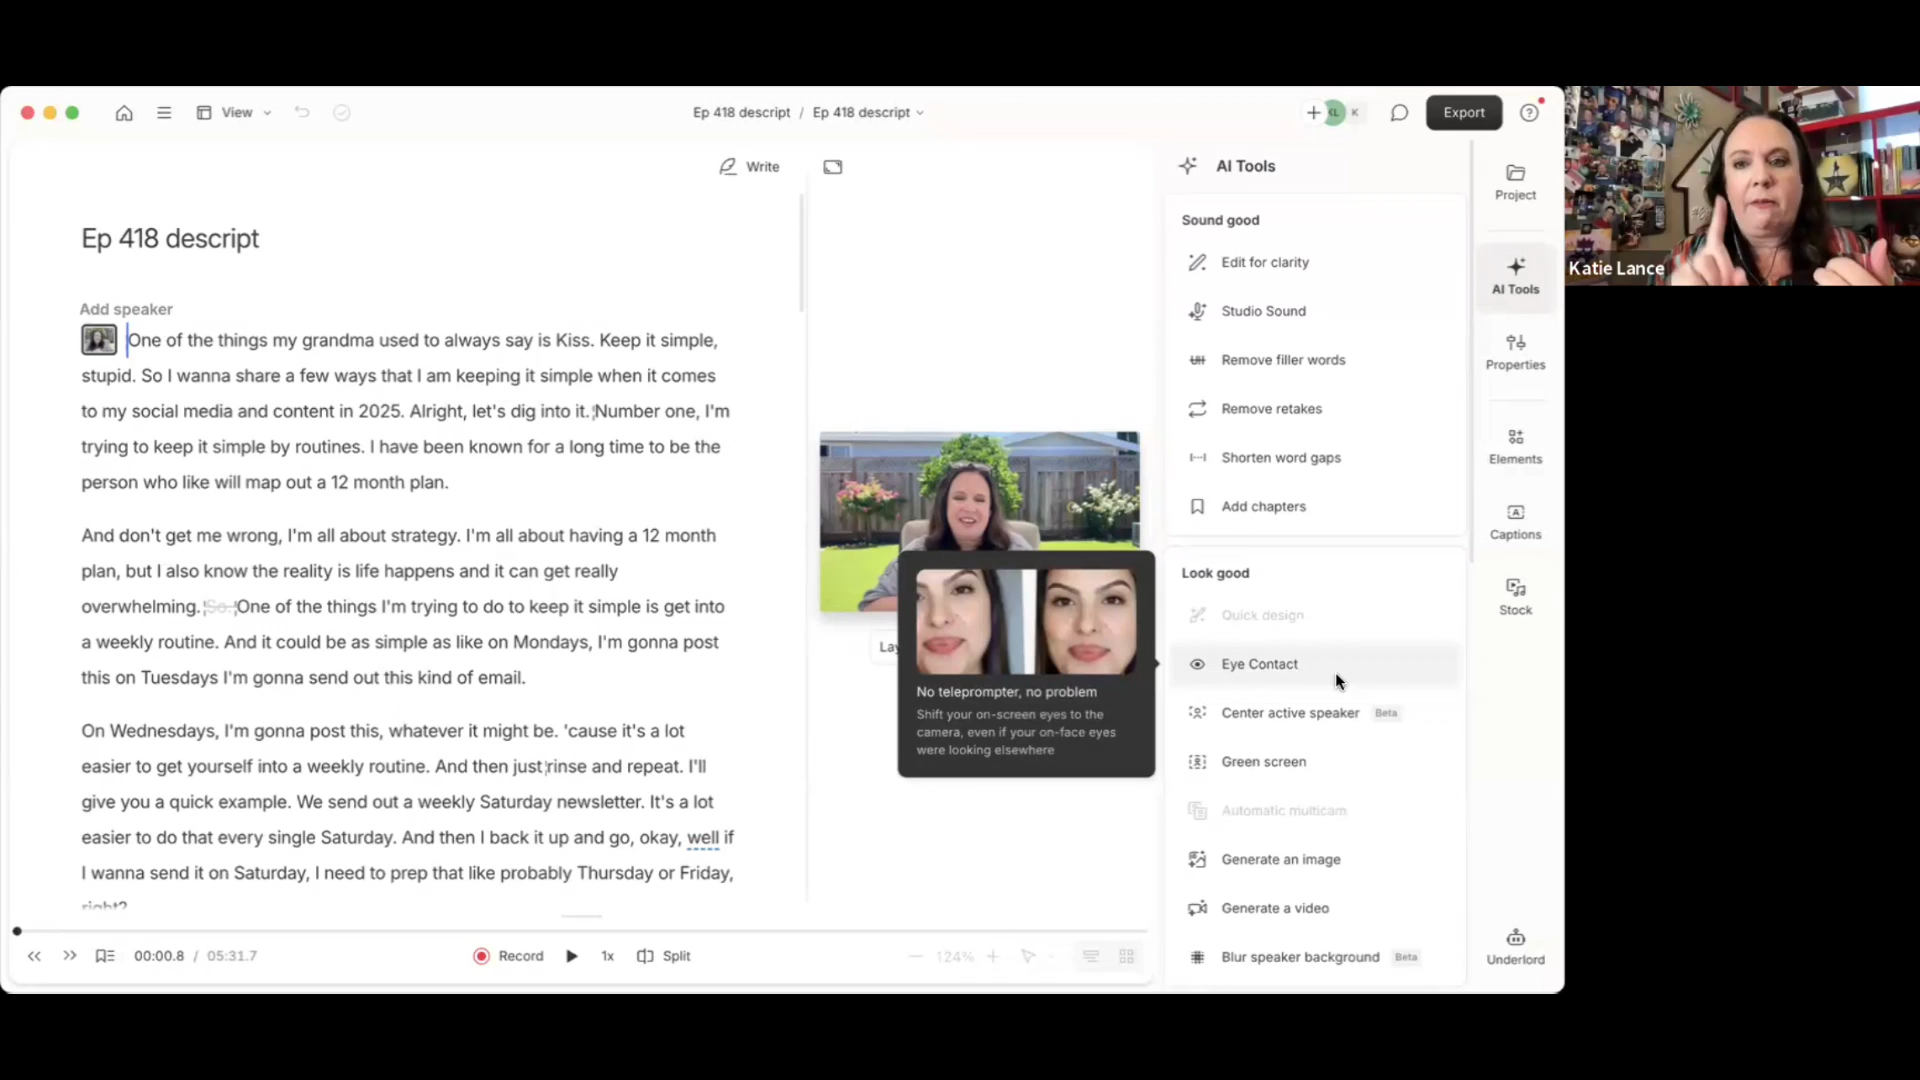 View
Ep 418 descript / Ep 418 descript
K
Export
Write
Ep 418 descript
Add speaker
One of the things my grandma used to always say is Kiss. Keep it simple,
stupid. So I wanna share a few ways that I am keeping it simple when it comes
to my social media and content in 2025. Alright, let's dig into it. Number one, I'm
trying to keep it simple by routines. I have been known for a long time to be the
person who like will map out a 12 month plan.
And don't get me wrong, I'm all about strategy. I'm all about having a 12 month
plan, but I also know the reality is life happens and it can get really
overwhelming. So. One of the things I'm trying to do to keep it simple is get into
a weekly routine. And it could be as simple as like on Mondays, I'm gonna post
this on Tuesdays I'm gonna send out this kind of email.
On Wednesdays, I'm gonna post this, whatever it might be. 'cause it's a lot
easier to get yourself into a weekly routine. And then just rinse and repeat. I'll
give you a quick example. We send out a weekly Saturday newsletter. It's a lot
easier to do that every single Saturday. And then I back it up and go, okay, well if
I wanna send it on Saturday, I need to prep that like probably Thursday or Friday,
right?
00:00.8 / 05:31.7
Record
1x
Split
124%
Lay
No teleprompter, no problem
Shift your on-screen eyes to the
camera, even if your on-face eyes
were looking elsewhere
AI Tools
Sound good
Edit for clarity
Studio Sound
Remove filler words
Remove retakes
Shorten word gaps
Add chapters
Look good
Quick design
Eye Contact
Center active speaker Beta
Green screen
Automatic multicam
Generate an image
Generate a video
Blur speaker background Beta
Project
AI Tools
Properties
Elements
Captions
Stock
Underlord
Katie Lance